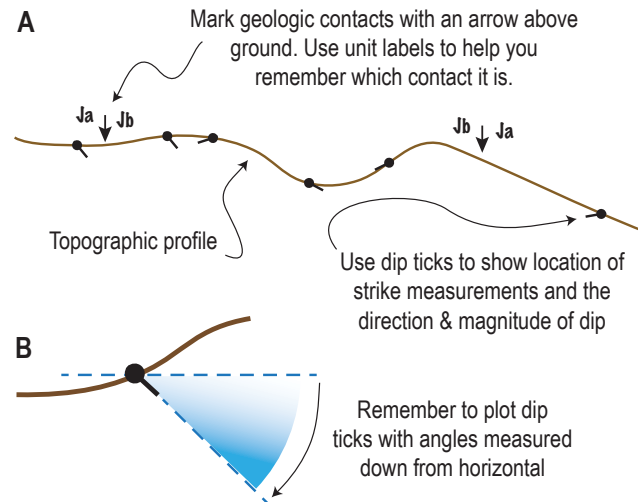 A
Mark geologic contacts with an arrow above
ground. Use unit labels to help you
remember which contact it is.
Ja Jb
Jb Ja
Topographic profile
Use dip ticks to show location of
strike measurements and the
direction & magnitude of dip
B
Remember to plot dip
ticks with angles measured
down from horizontal